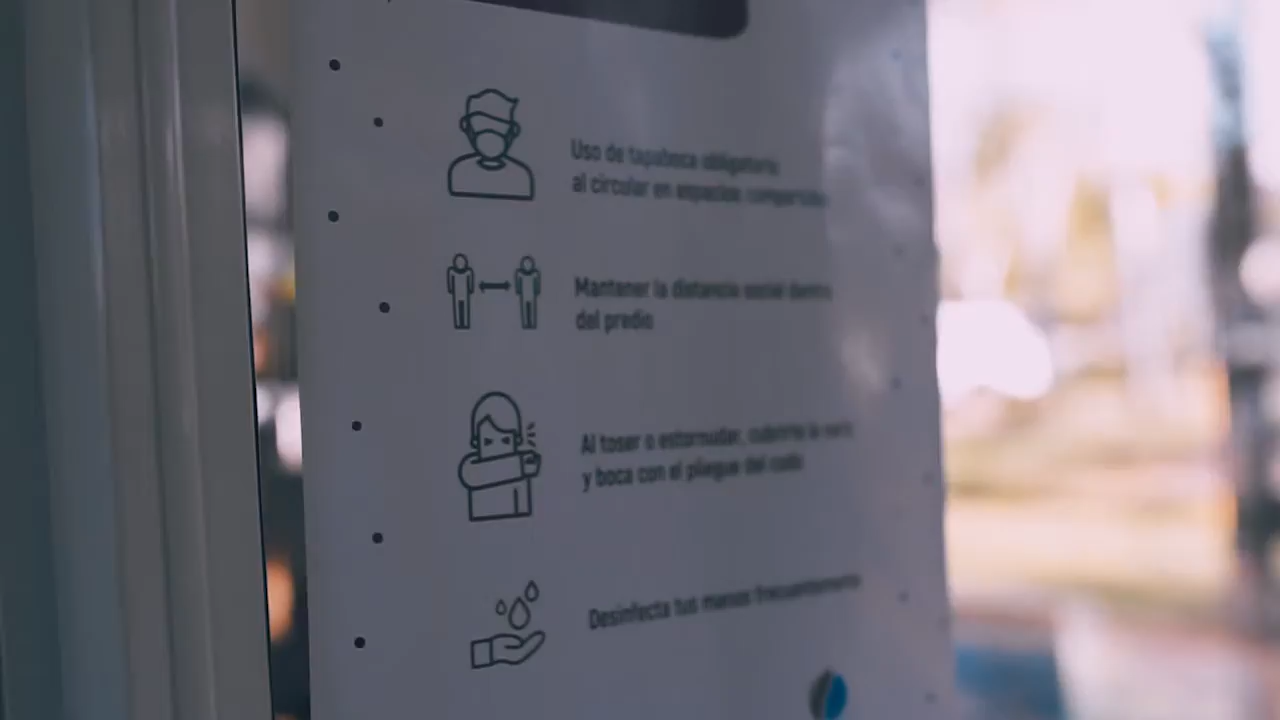 Uso de tapaboca obligatorio
al circular en espacios compartidos
Mantener la distancia social dentro
del predio
Al toser o estornudar, cubrirte la nariz
y boca con el pliegue del codo
Desinfecta tus manos frecuentemente